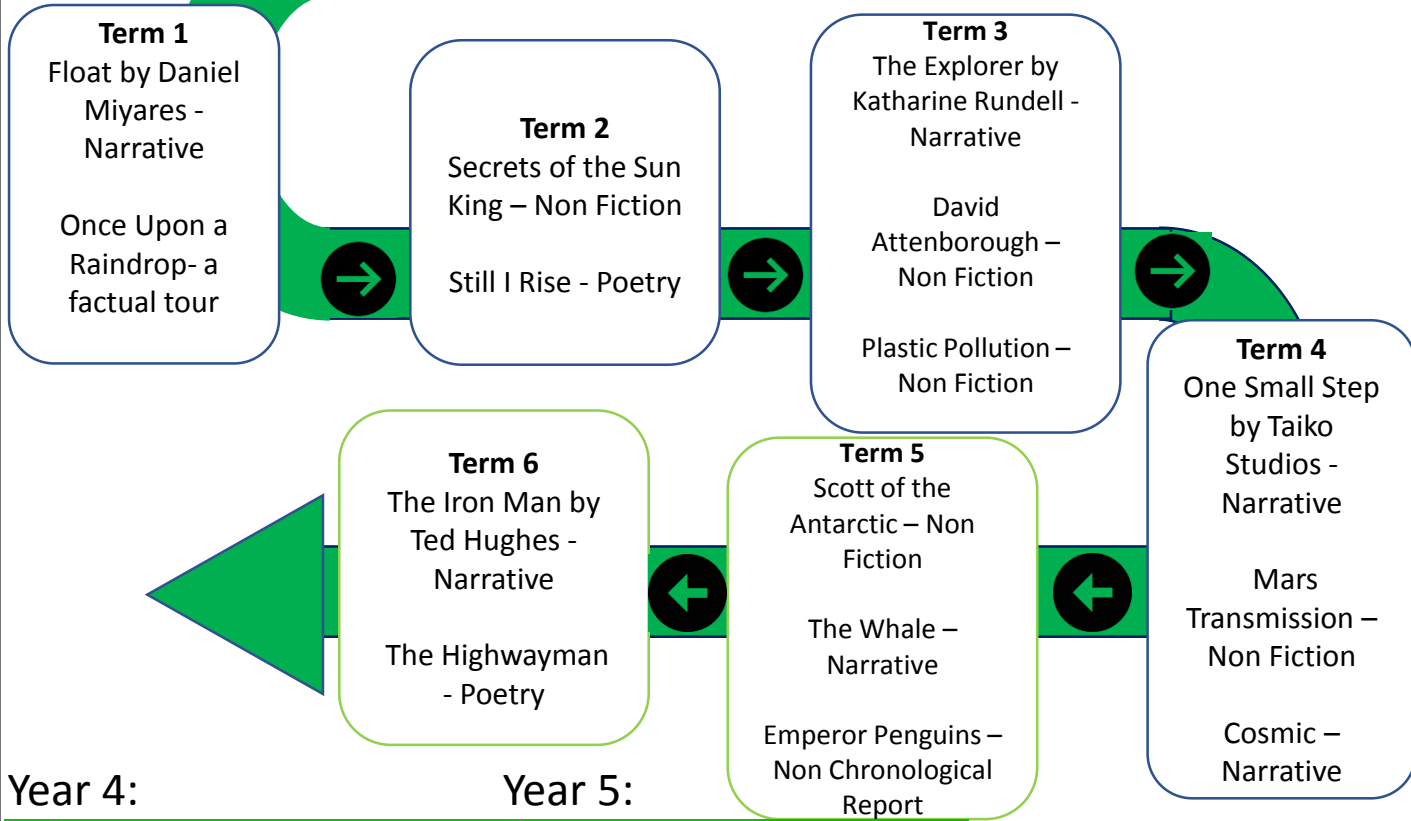 Term 1
Float by Daniel
Miyares -
Narrative
Once Upon a
Raindrop- a
factual tour
Term 2
Secrets of the Sun
King – Non Fiction
Still I Rise - Poetry
Term 3
The Explorer by
Katharine Rundell -
Narrative
David
Attenborough –
Non Fiction
Plastic Pollution –
Non Fiction
Term 4
One Small Step
by Taiko
Studios -
Narrative
Mars
Transmission –
Non Fiction
Cosmic –
Narrative
Term 5
Scott of the
Antarctic – Non
Fiction
The Whale –
Narrative
Emperor Penguins –
Non Chronological
Report
Term 6
The Iron Man by
Ted Hughes -
Narrative
The Highwayman
- Poetry
Year 4:
Year 5: